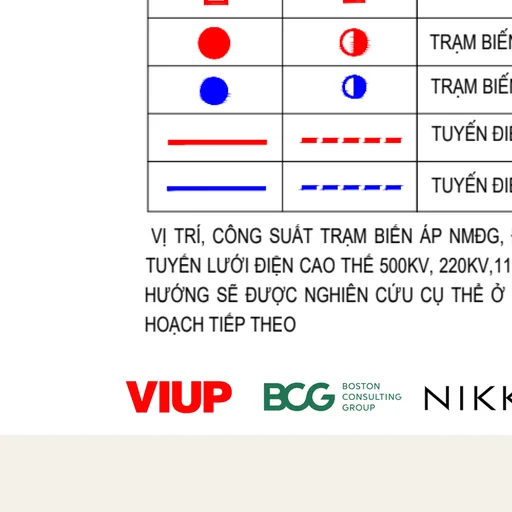 TRẠM BIẾN
TRẠM BIẾN
TUYẾN ĐIỆ
TUYẾN ĐIỆ
VỊ TRÍ, CÔNG SUẤT TRẠM BIẾN ÁP NMĐG,
TUYẾN LƯỚI ĐIỆN CAO THẾ 500KV, 220KV,11
HƯỚNG SẼ ĐƯỢC NGHIÊN CỨU CỤ THỂ Ở
HOẠCH TIẾP THEO
VIUP
BCG BOSTON
CONSULTING
GROUP
NIKK